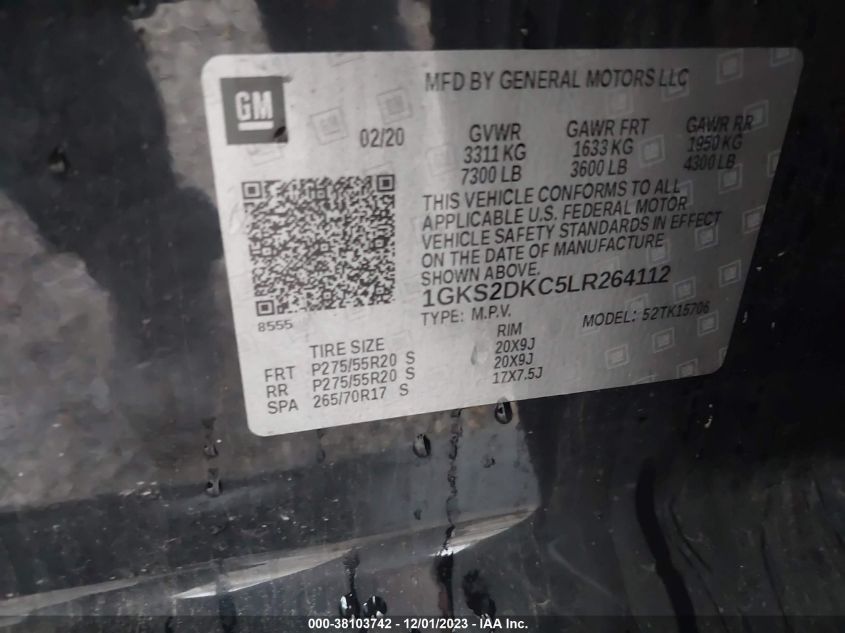 GM
MFD BY GENERAL MOTORS LLC
02/20
GVWR GAWR FRT GAWR RR
3311 KG 1633 KG 1950 KG
7300 LB 3600 LB 4300 LB
THIS VEHICLE CONFORMS TO ALL
APPLICABLE U.S. FEDERAL MOTOR
VEHICLE SAFETY STANDARDS IN EFFECT
ON THE DATE OF MANUFACTURE
SHOWN ABOVE.
1GKS2DKC5LR264112
8555
TYPE: M.P.V. MODEL: 52TK15706
TIRE SIZE RIM
FRT P275/55R20 S 20X9J
RR P275/55R20 S 20X9J
SPA 265/70R17 S 17X7.5J
000-38103742 - 12/01/2023 - IAA Inc.